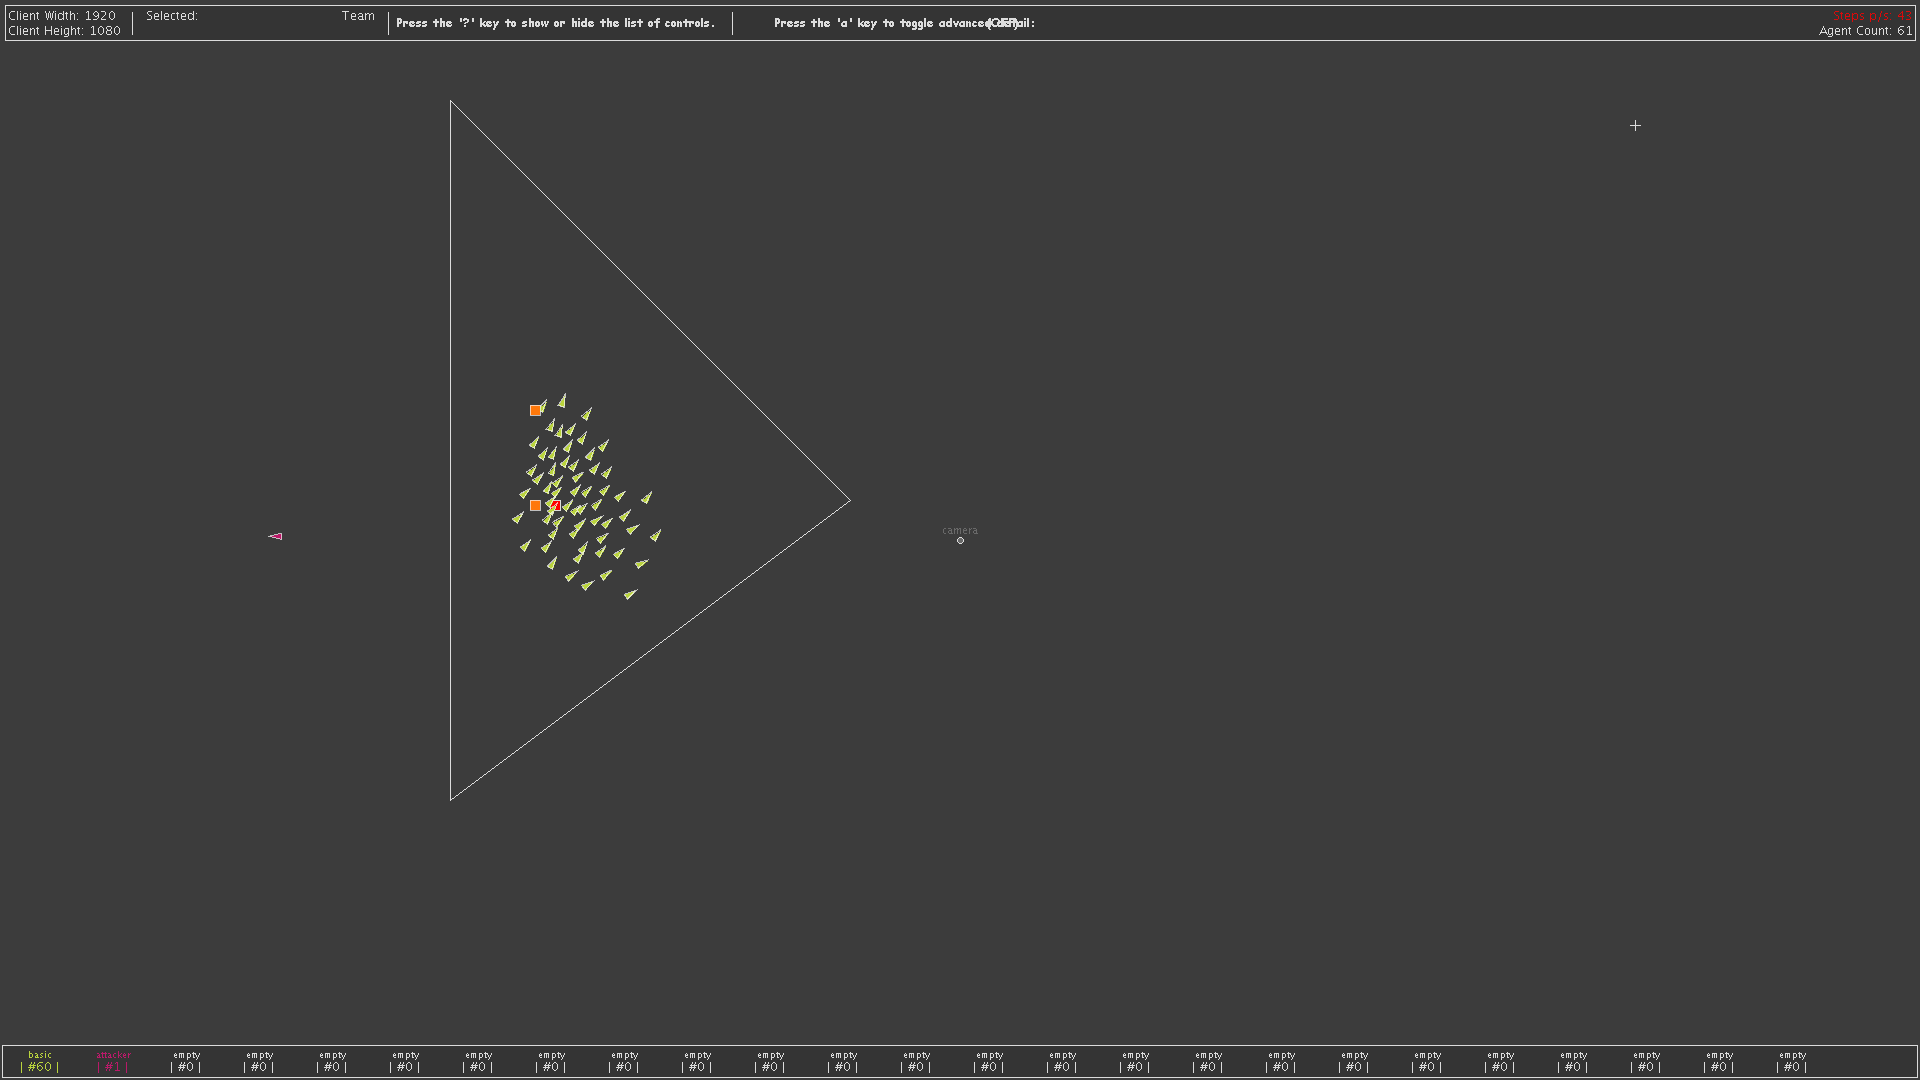 Client Width: 1920
Client Height: 1080
Selected:
Team
Press the '?' key to show or hide the list of controls.
Press the 'a' key to toggle advanced detail:
(OFF)
Steps p/s: 43
Agent Count: 61
camera
basic attacker empty empty empty empty empty empty empty empty empty empty empty empty empty empty empty empty empty empty empty empty empty empty empty
| #60 | | #1 | | #0 | | #0 | | #0 | | #0 | | #0 | | #0 | | #0 | | #0 | | #0 | | #0 | | #0 | | #0 | | #0 | | #0 | | #0 | | #0 | | #0 | | #0 | | #0 | | #0 | | #0 | | #0 | | #0 |